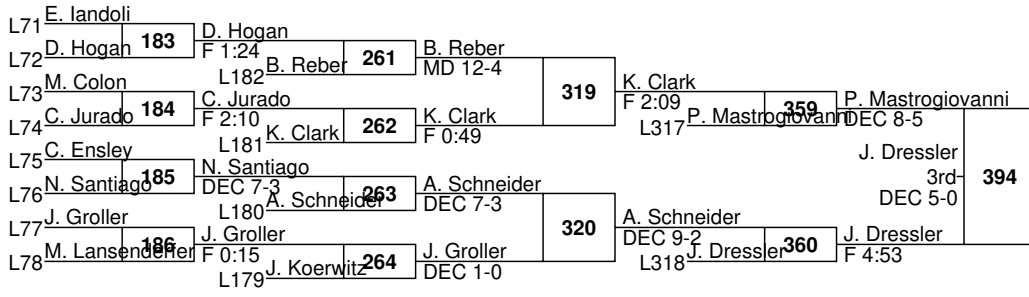 L71 E. Iandoli
183
L72 D. Hogan
D. Hogan
F 1:24
L182 B. Reber
261
B. Reber
MD 12-4
L73 M. Colon
184
L74 C. Jurado
C. Jurado
F 2:10
L181 K. Clark
262
K. Clark
F 0:49
319
K. Clark
F 2:09
L317 P. Mastrogiovanni
359
P. Mastrogiovanni
DEC 8-5
L75 C. Ensley
185
L76 N. Santiago
N. Santiago
DEC 7-3
L180 A. Schneider
263
A. Schneider
DEC 7-3
L77 J. Groller
186
L78 M. Lansenderfer
J. Groller
F 0:15
L179 J. Koerwitz
264
J. Groller
DEC 1-0
320
A. Schneider
DEC 9-2
L318 J. Dressler
360
J. Dressler
F 4:53
J. Dressler
3rd
DEC 5-0
394